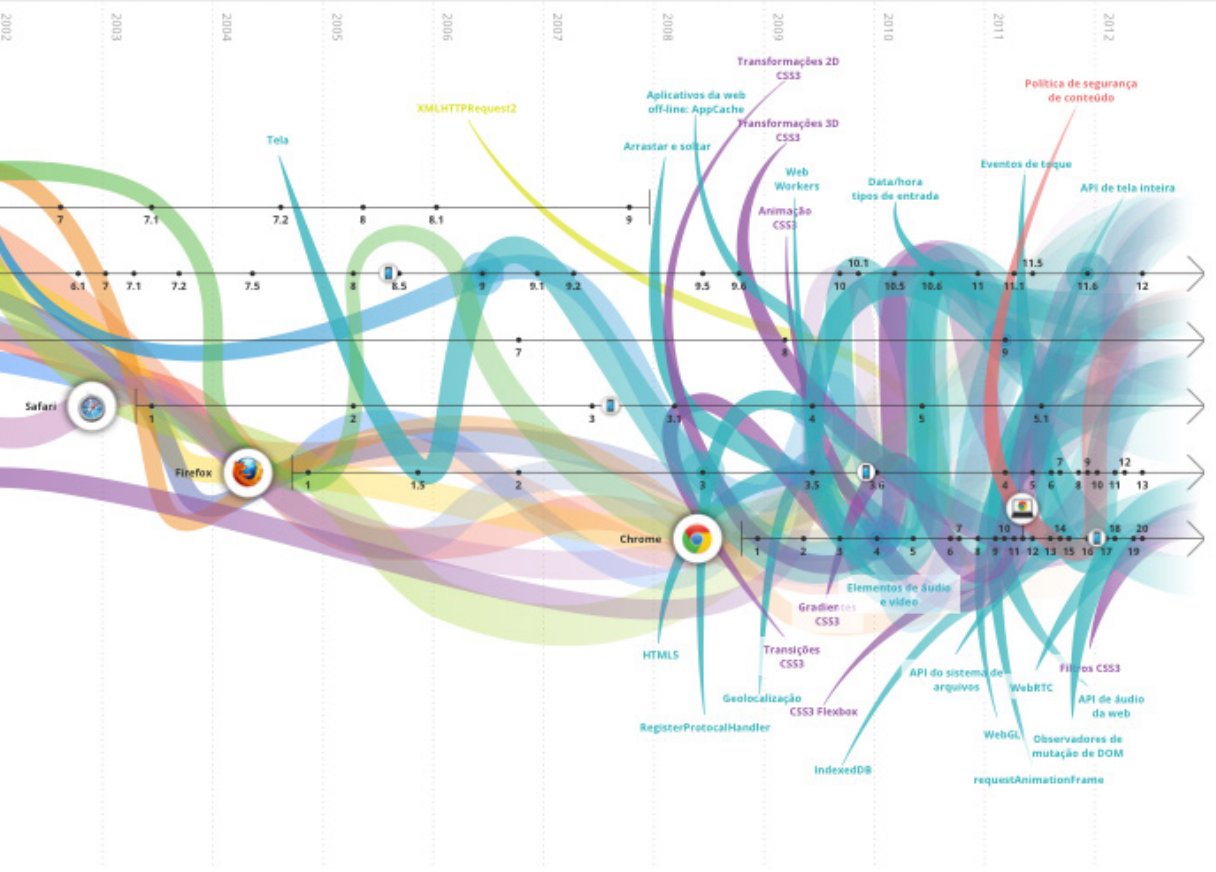 2002 2003 2004 2005 2006 2007 2008 2009 2010 2011 2012
Transformações 2D
CSS3
Política de segurança
de conteúdo
Aplicativos da web
off-line: AppCache
XMLHTTPRequest2
Transformações 3D
CSS3
Tela
Arrastar e soltar
Eventos de toque
Web
Workers
Data/hora
tipos de entrada
API de tela inteira
Animação
CSS3
7 7.1 7.2 8 8.1 9
10.1 11.5
6.1 7 7.1 7.2 7.5 8 8.5 9 9.1 9.2 9.5 9.6 10 10.5 10.6 11 11.1 11.6 12
7 8 9
Safari
1 2 3 3.1 4 5 5.1
Firefox
7 9 12
1 1.5 2 3 3.5 3.6 4 5 6 8 10 11 13
Chrome
7 10 14 18 20
1 2 3 4 5 6 8 9 11 12 13 15 16 17 19
Elementos de áudio
e vídeo
Gradientes
CSS3
HTML5
Transições
CSS3
Filtros CSS3
API do sistema de
arquivos
WebRTC
Geolocalização
CSS3 Flexbox
API de áudio
da web
RegisterProtocalHandler
WebGL
Observadores de
mutação de DOM
IndexedDB
requestAnimationFrame